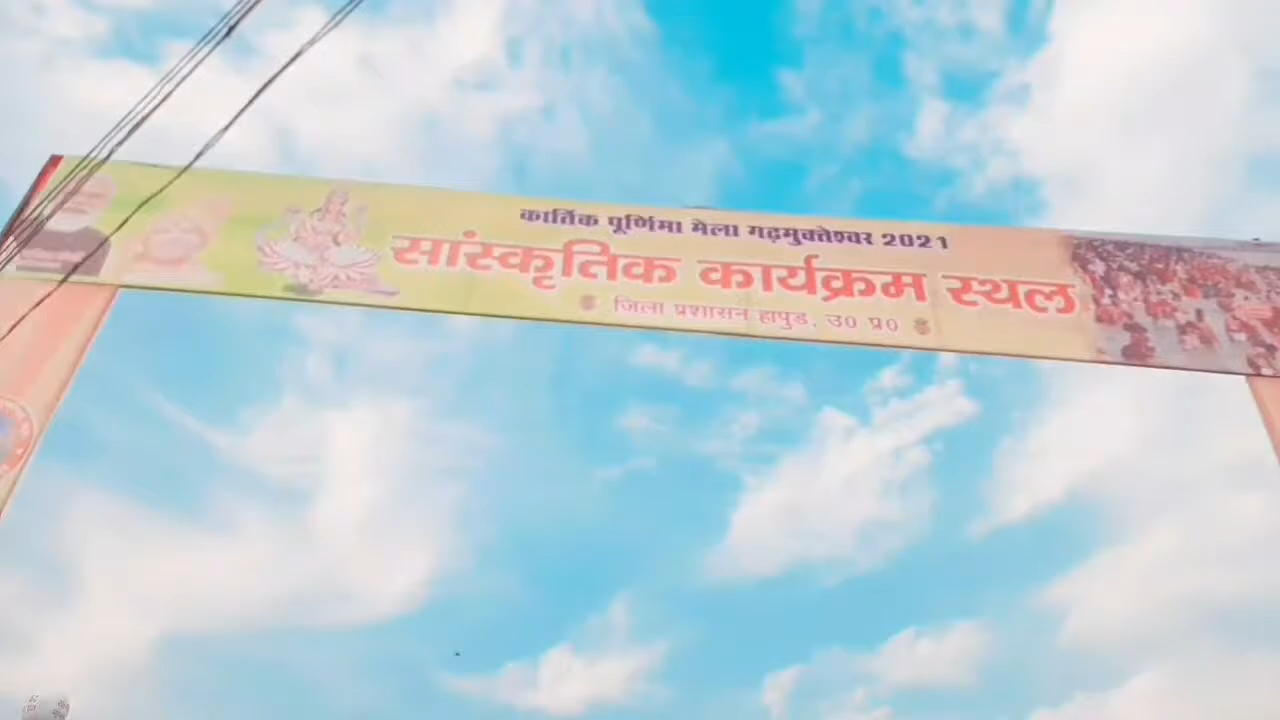 कार्तिक पूर्णिमा मेला गढ़मुक्तेश्वर 2021
सांस्कृतिक कार्यक्रम स्थल
जिला प्रशासन हापुड, उ0 प्र0